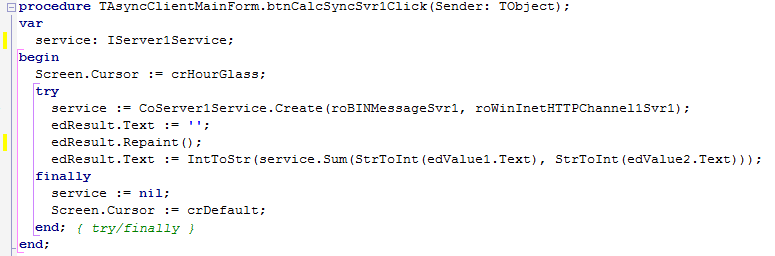 procedure TAsyncClientMainForm.btnCalcSyncSvr1Click(Sender: TObject);
var
  service: IServer1Service;
begin
  Screen.Cursor := crHourGlass;
  try
    service := CoServer1Service.Create(roBINMessageSvr1, roWinInetHTTPChannel1Svr1);
    edResult.Text := '';
    edResult.Repaint();
    edResult.Text := IntToStr(service.Sum(StrToInt(edValue1.Text), StrToInt(edValue2.Text)));
  finally
    service := nil;
    Screen.Cursor := crDefault;
  end; { try/finally }
end;